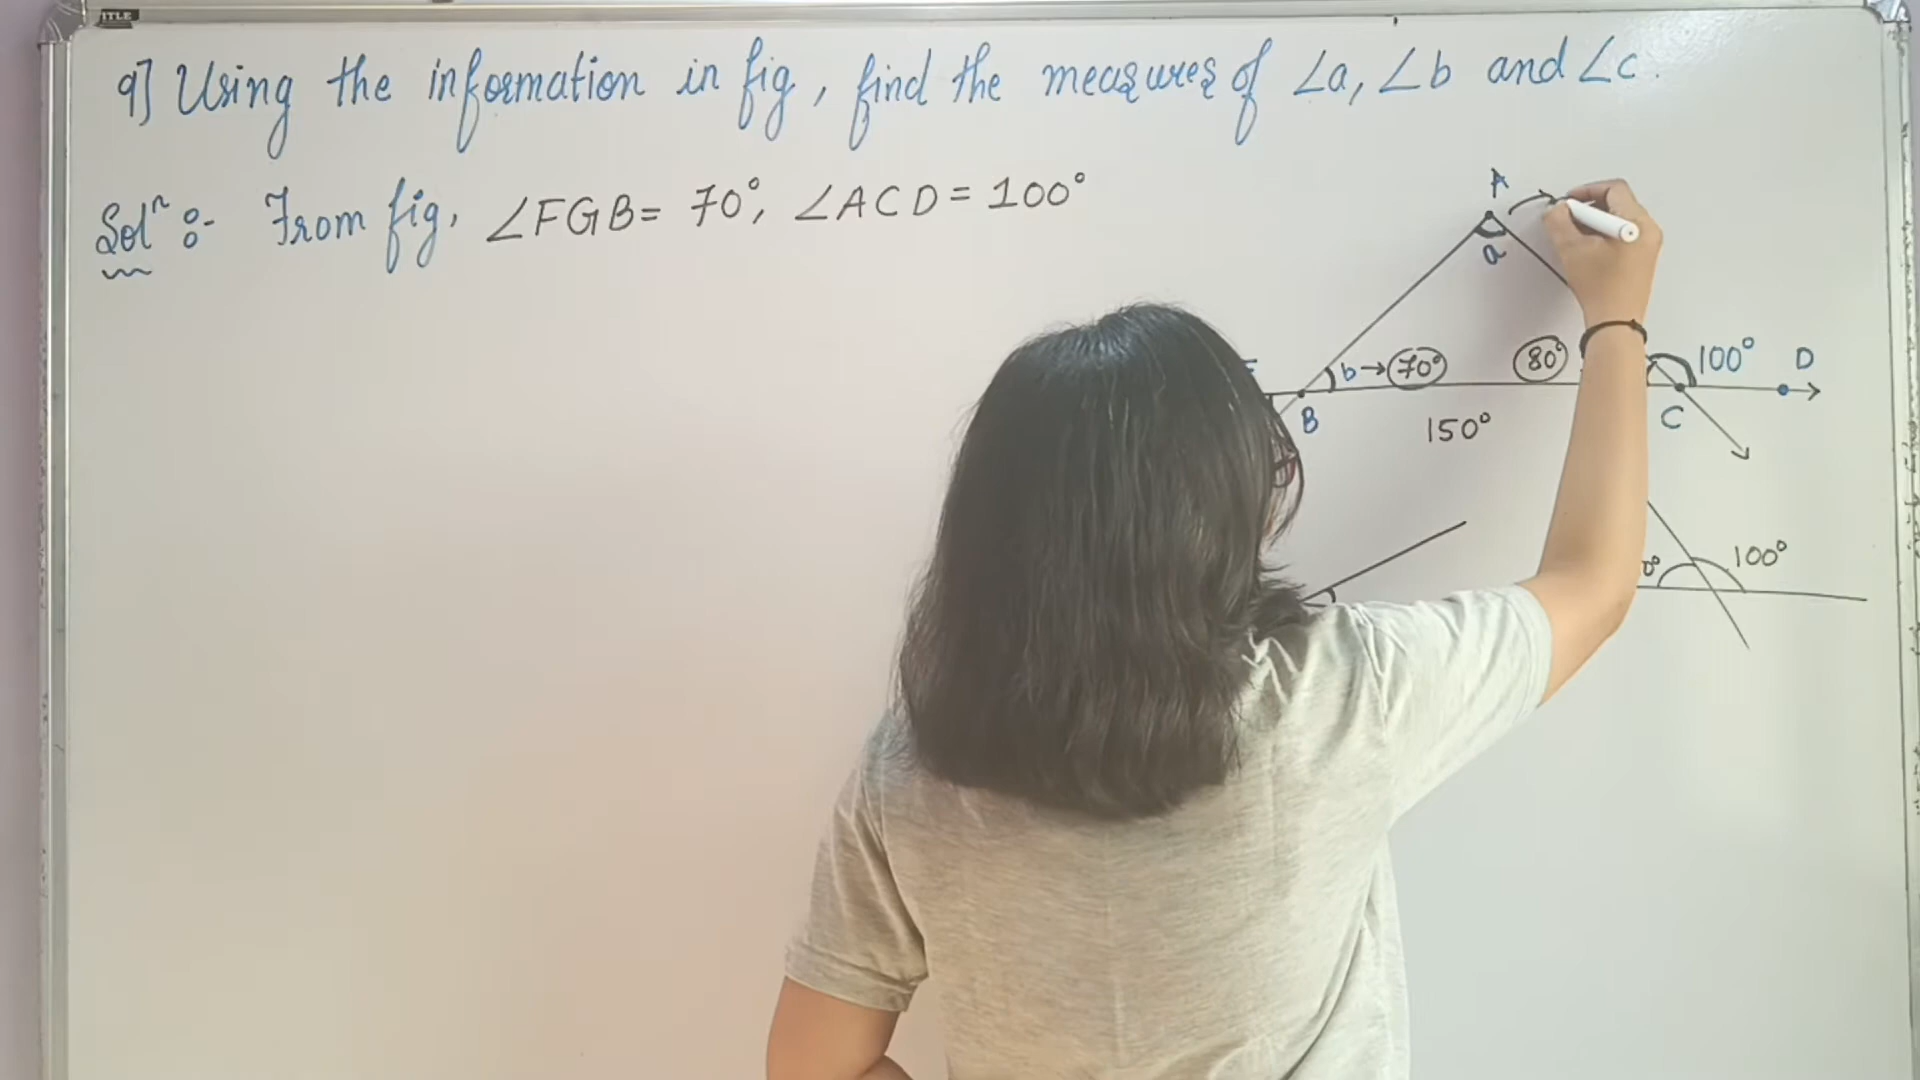 9] Using the information in fig, find the measures of ∠a, ∠b and ∠c.
Solⁿ :- From fig, ∠FGB = 70°, ∠ACD = 100°
A
a
b → 70° 80° 100° D
B 150° C
100°